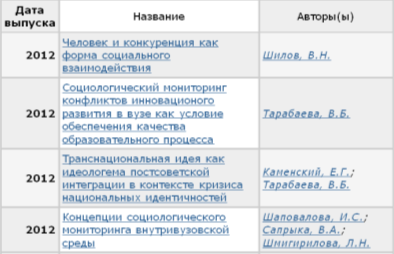 Дата выпуска
Название
Авторы(ы)
2012
Человек и конкуренция как
форма социального
взаимодействия
Шилов, В.Н.
2012
Социологический мониторинг
конфликтов инновационого
развития в вузе как условие
обеспечения качества
образовательного процесса
Тарабаева, В.Б.
2012
Транснациональная идея как
идеологема постсоветской
интеграции в контексте кризиса
национальных идентичностей
Каменский, Е.Г.;
Тарабаева, В.Б.
2012
Концепции социологического
мониторинга внутривузовской
среды
Шаповалова, И.С.;
Сапрыка, В.А.;
Шмигирилова, Л.Н.